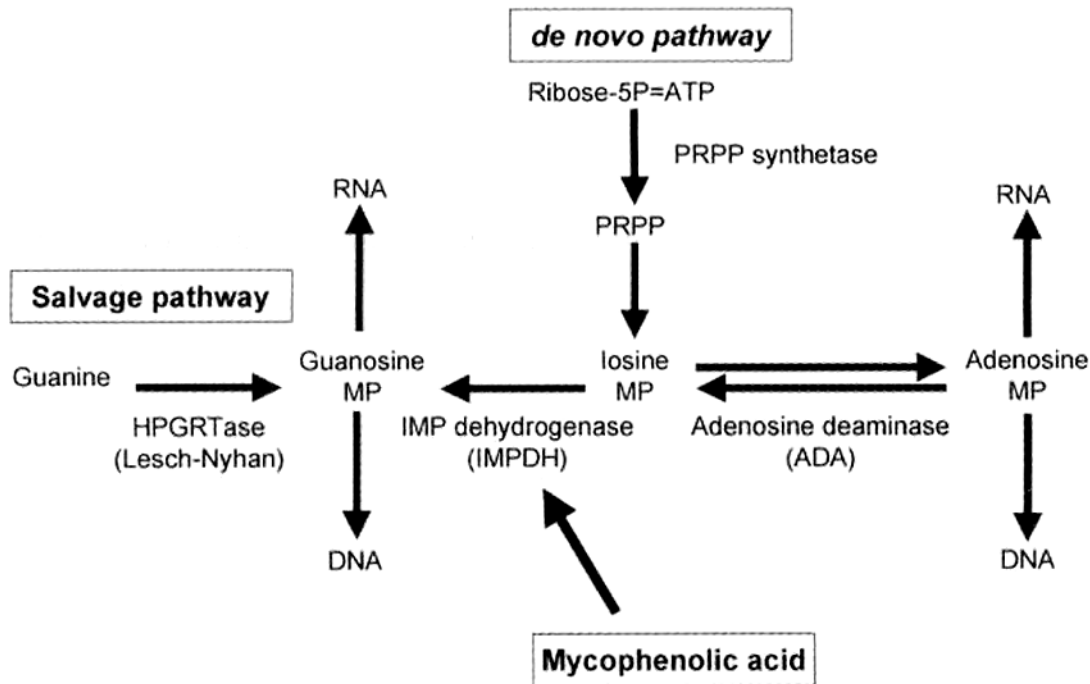 de novo pathway
Ribose-5P=ATP
PRPP synthetase
RNA
RNA
PRPP
Salvage pathway
Guanine
Guanosine
MP
Iosine
MP
Adenosine
MP
HPGRTase
(Lesch-Nyhan)
IMP dehydrogenase
(IMPDH)
Adenosine deaminase
(ADA)
DNA
DNA
Mycophenolic acid